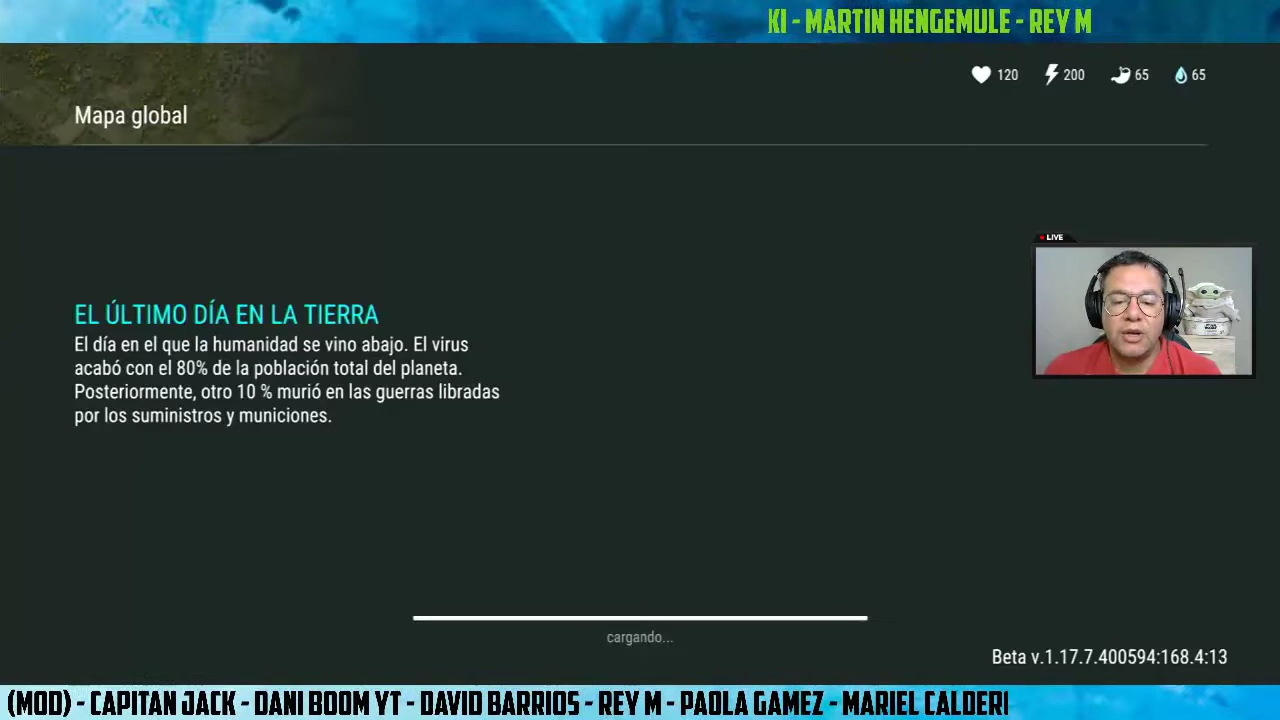 KI - MARTIN HENGEMULE - REY M
120 200 65 65
Mapa global
LIVE
EL ÚLTIMO DÍA EN LA TIERRA
El día en el que la humanidad se vino abajo. El virus
acabó con el 80% de la población total del planeta.
Posteriormente, otro 10 % murió en las guerras libradas
por los suministros y municiones.
cargando...
Beta v.1.17.7.400594:168.4:13
(MOD) - CAPITAN JACK - DANI BOOM YT - DAVID BARRIOS - REY M - PAOLA GAMEZ - MARIEL CALDERI